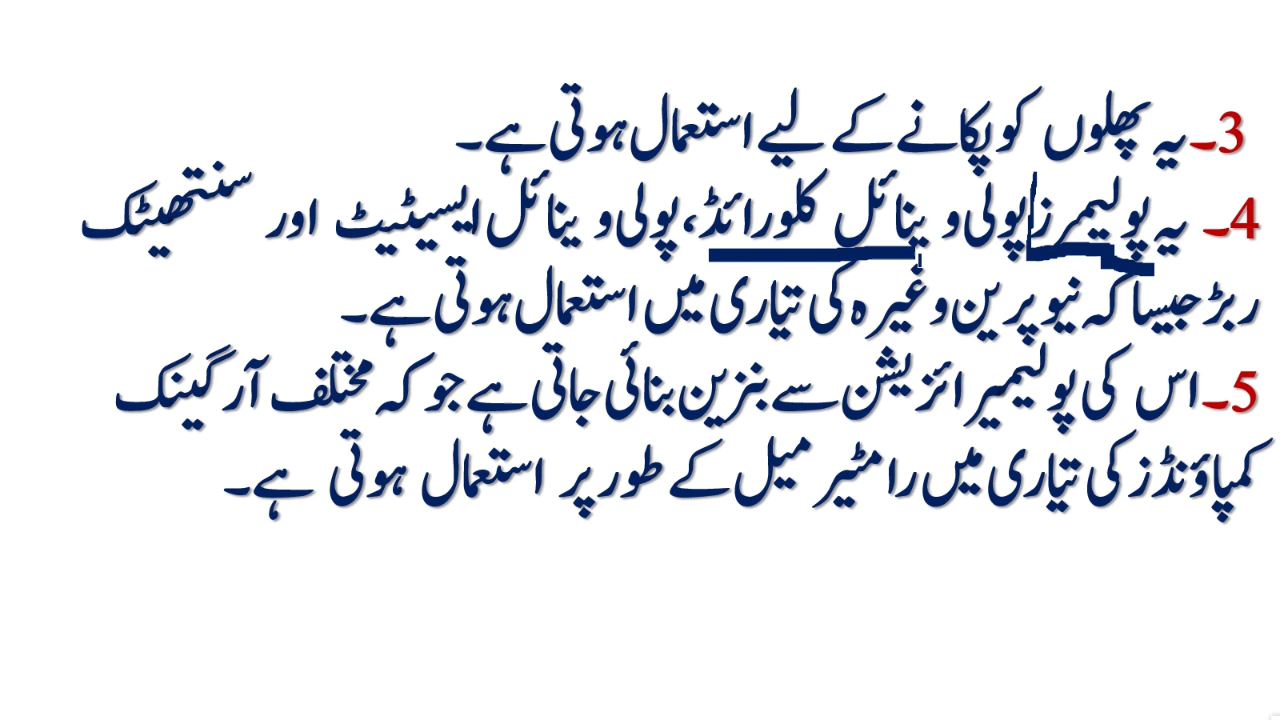 3۔یہ پھلوں کو پکانے کے لیے استعمال ہوتی ہے۔
4۔ یہ پولیمرز پولی و ینائل کلورائڈ، پولی و ینائل ایسیٹیٹ اور سنتھیٹک
ربڑ جیسا کہ نیوپرین وغیرہ کی تیاری میں استعمال ہوتی ہے۔
5۔اس کی پولیمیرائزیشن سے بنزین بنائی جاتی ہے جو کہ مختلف آرگینک
کمپاؤنڈز کی تیاری میں را مٹیر میل کے طور پر استعمال ہوتی ہے۔